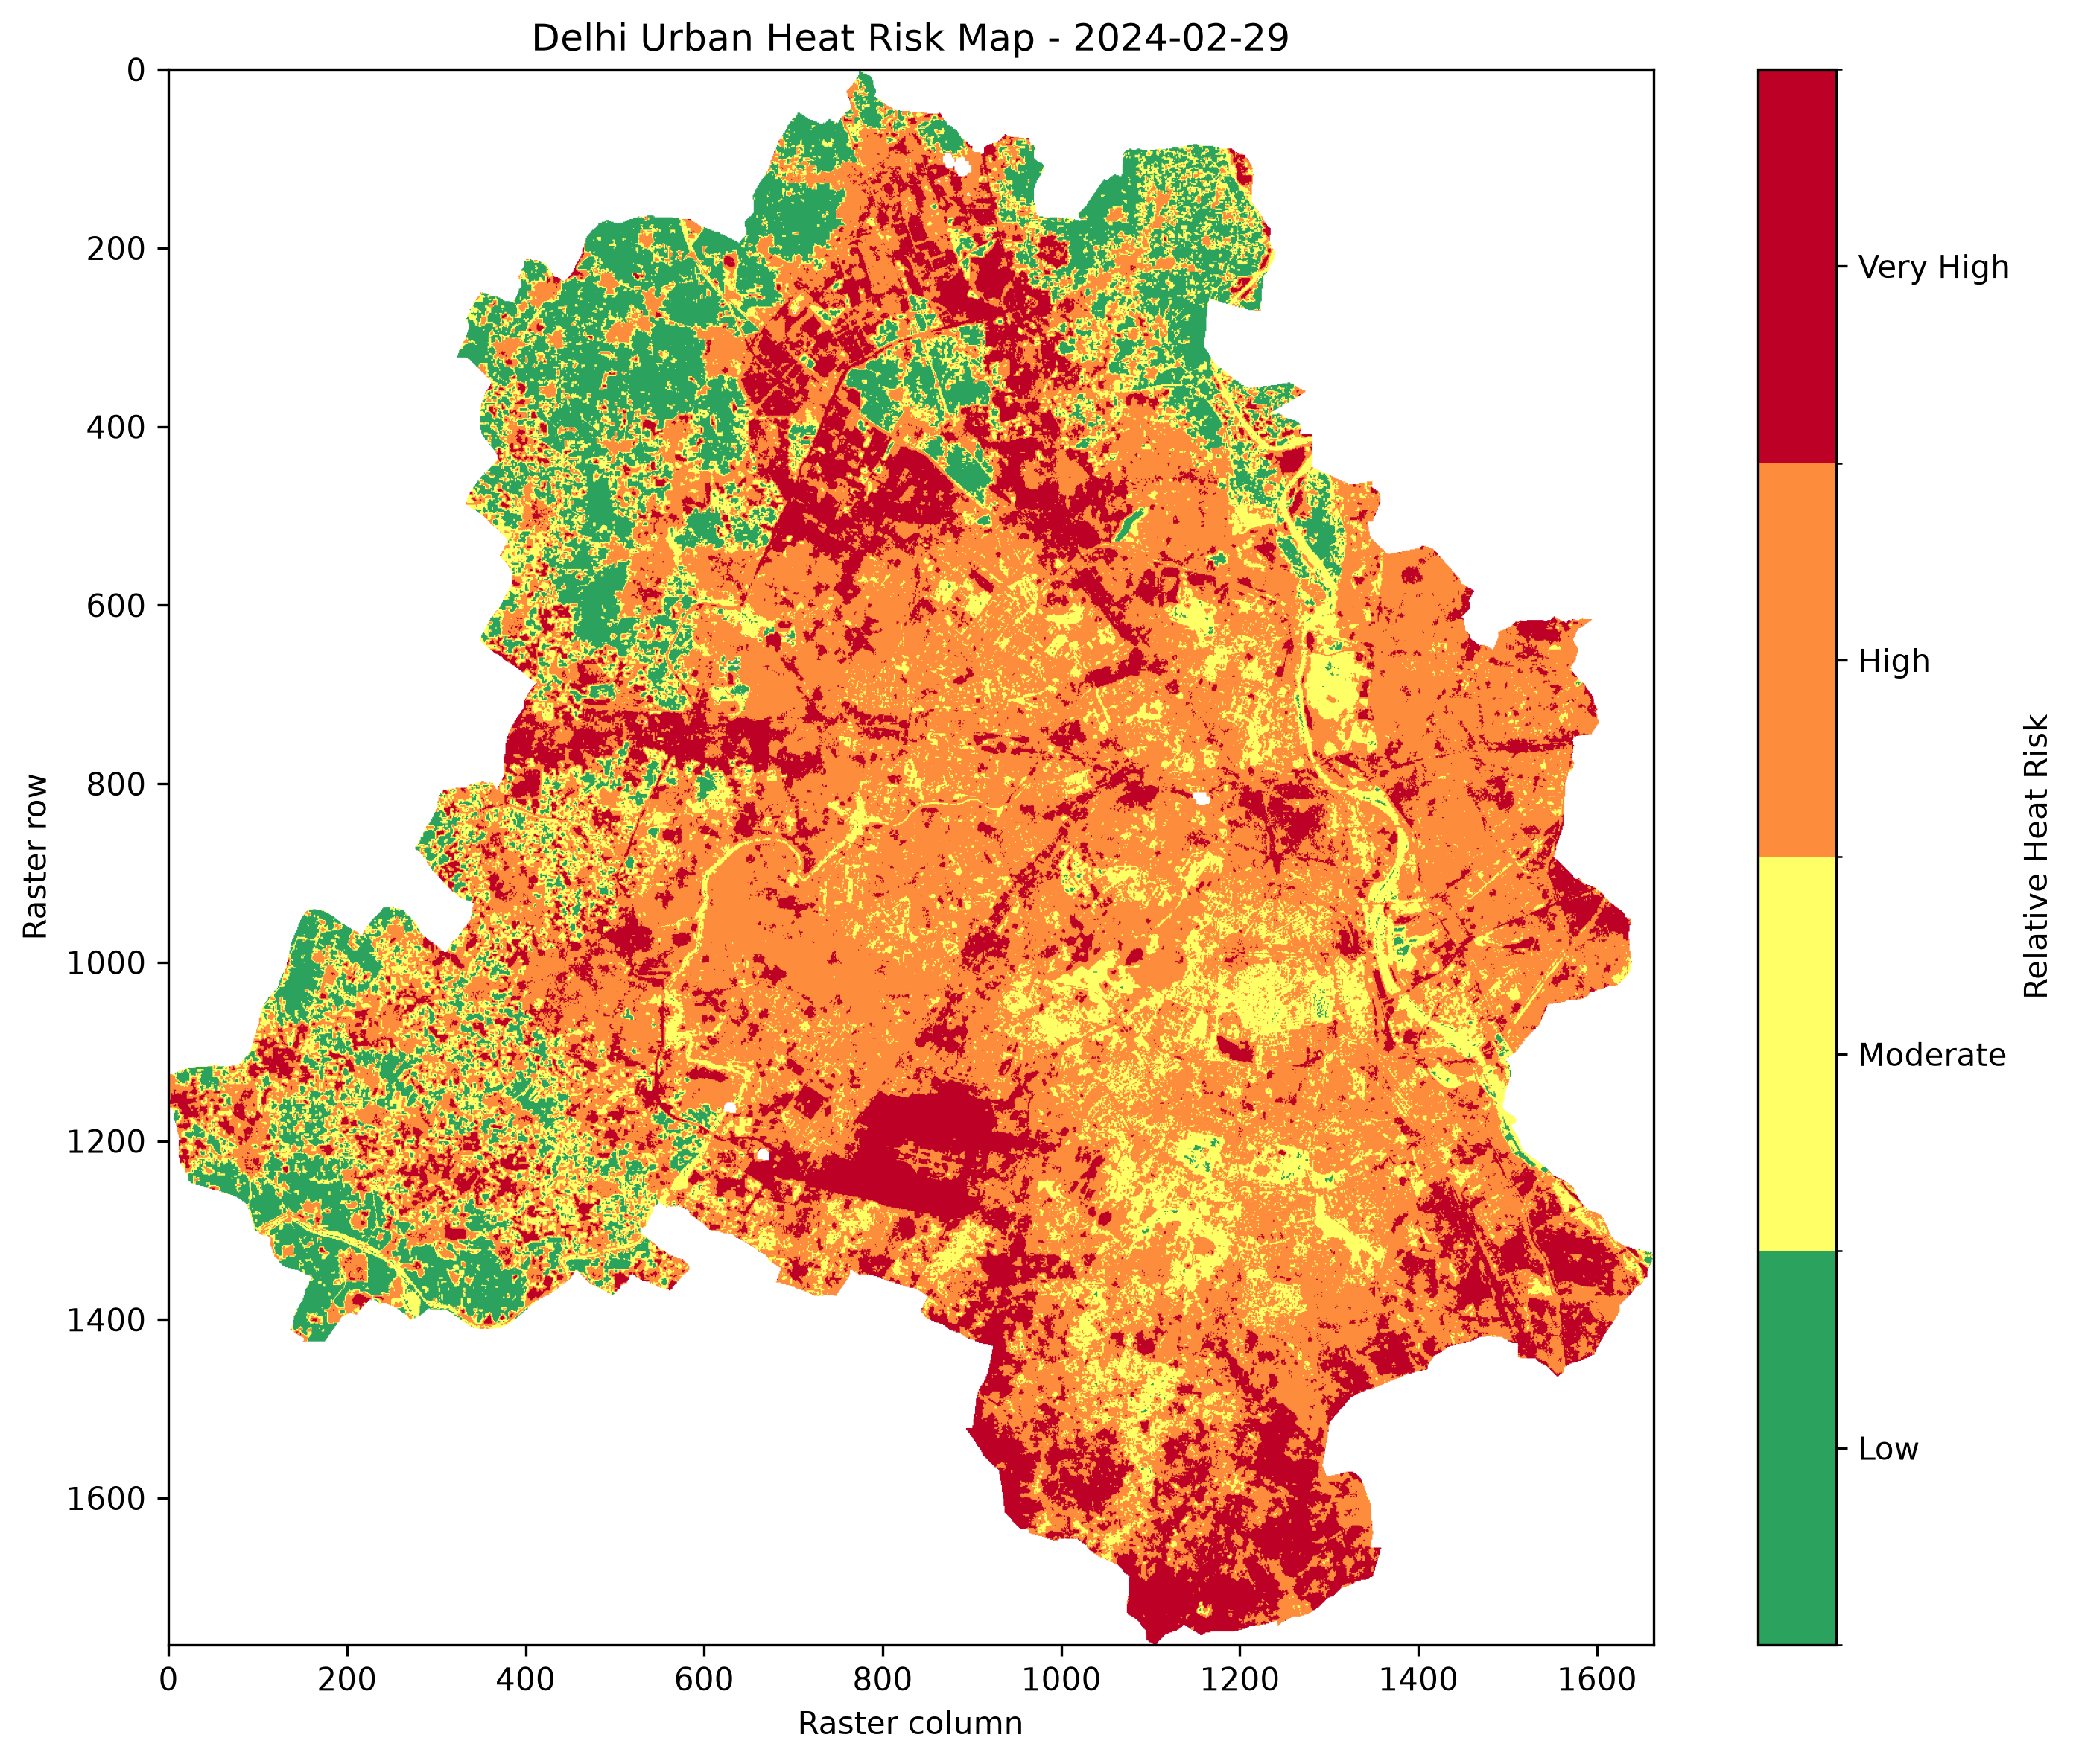 Delhi Urban Heat Risk Map - 2024-02-29
0
200
400
600
800
1000
1200
1400
1600
Raster row
0
200
400
600
800
1000
1200
1400
1600
Raster column
Very High
High
Moderate
Low
Relative Heat Risk